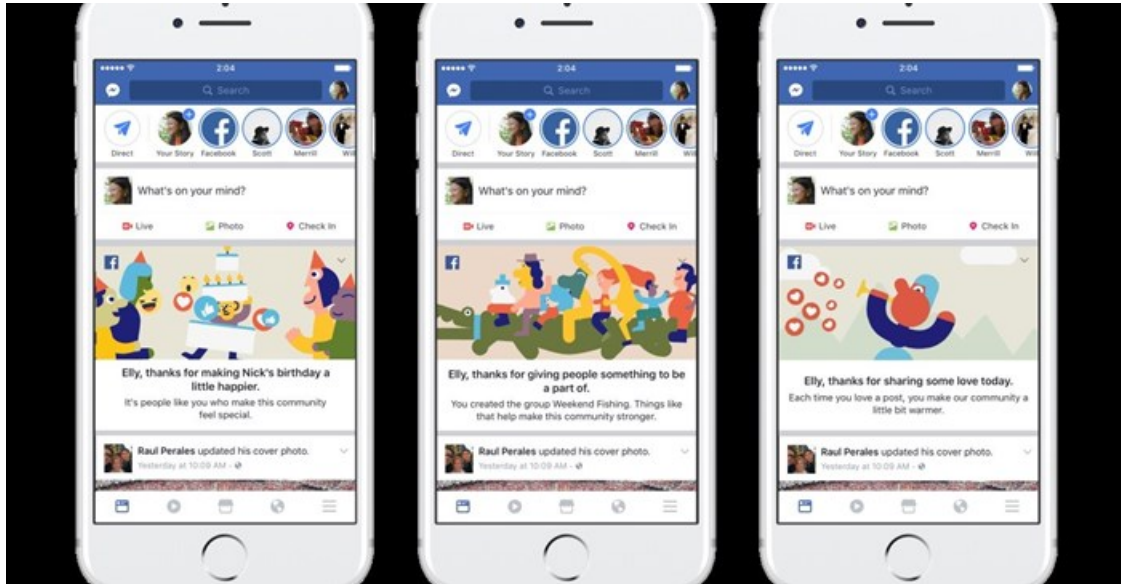 2:04
Search
Direct
Your Story
Facebook
Scott
Merrill
Will
What's on your mind?
Live
Photo
Check In
Elly, thanks for making Nick's birthday a
little happier.
It's people like you who make this community
feel special.
Raul Perales updated his cover photo.
Yesterday at 10:09 AM -
2:04
Search
Direct
Your Story
Facebook
Scott
Merrill
Wil
What's on your mind?
Live
Photo
Check In
Elly, thanks for giving people something to be
a part of.
You created the group Weekend Fishing. Things like
that help make this community stronger.
Raul Perales updated his cover photo.
Yesterday at 10:09 AM -
2:04
Search
Direct
Your Story
Facebook
Scott
Merrill
Will
What's on your mind?
Live
Photo
Check In
Elly, thanks for sharing some love today.
Each time you love a post, you make our community a
little bit warmer.
Raul Perales updated his cover photo.
Yesterday at 10:09 AM -